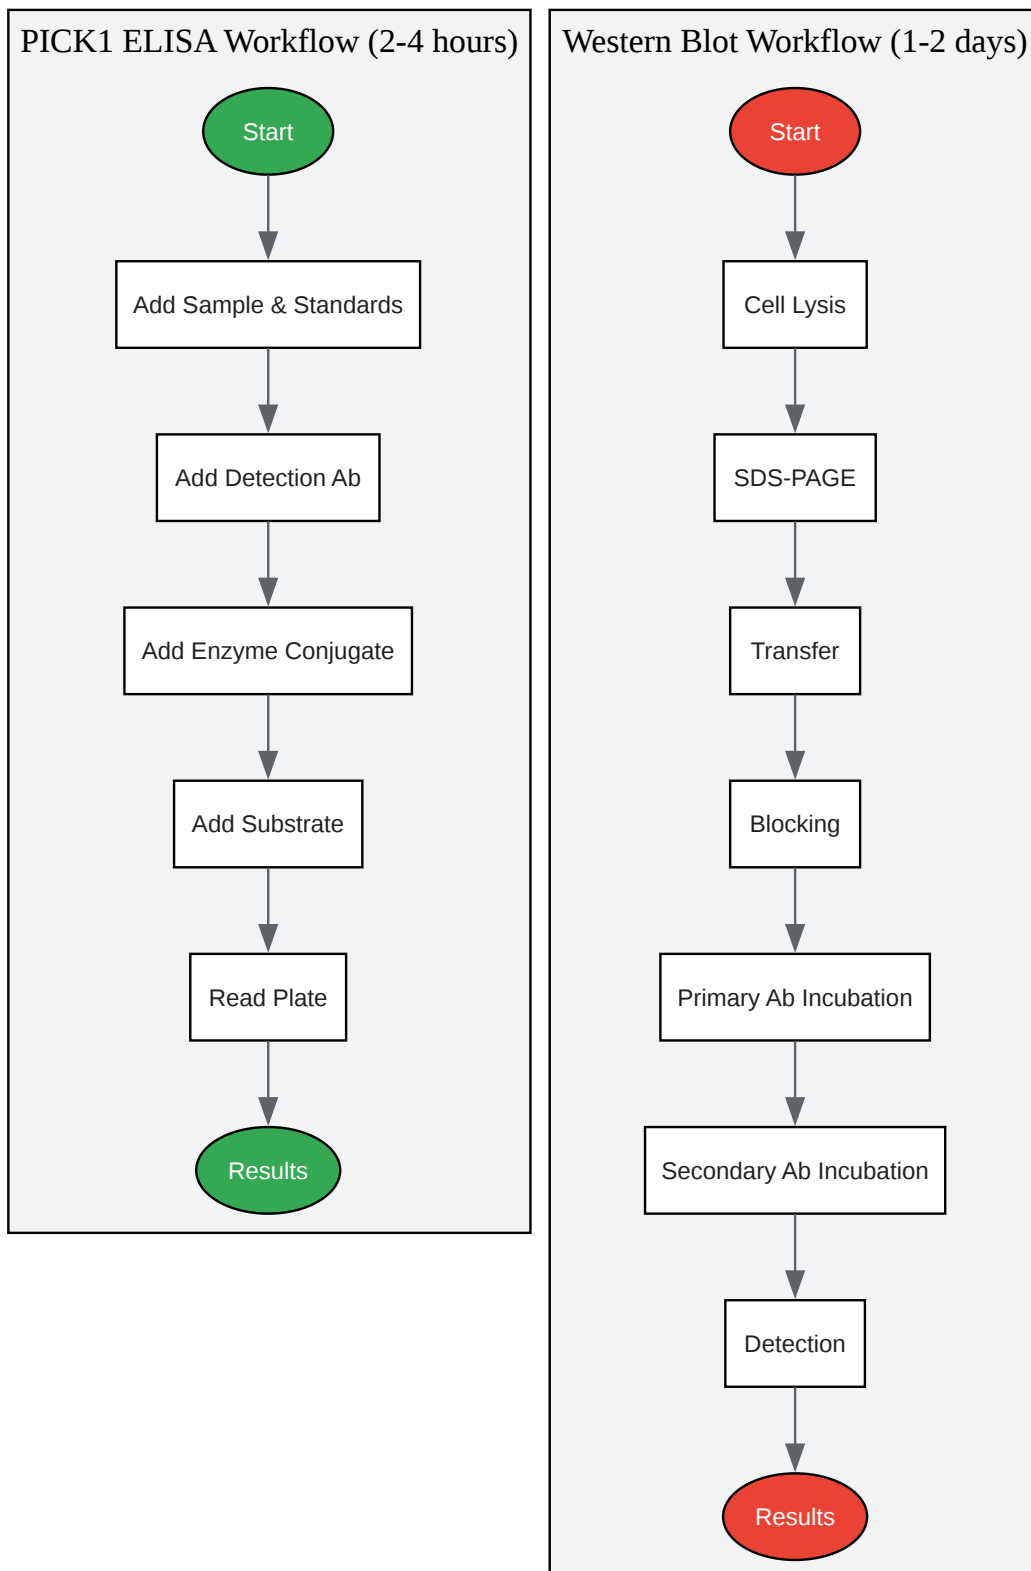 PICK1 ELISA Workflow (2-4 hours)
Start
Add Sample & Standards
Add Detection Ab
Add Enzyme Conjugate
Add Substrate
Read Plate
Results
Western Blot Workflow (1-2 days)
Start
Cell Lysis
SDS-PAGE
Transfer
Blocking
Primary Ab Incubation
Secondary Ab Incubation
Detection
Results